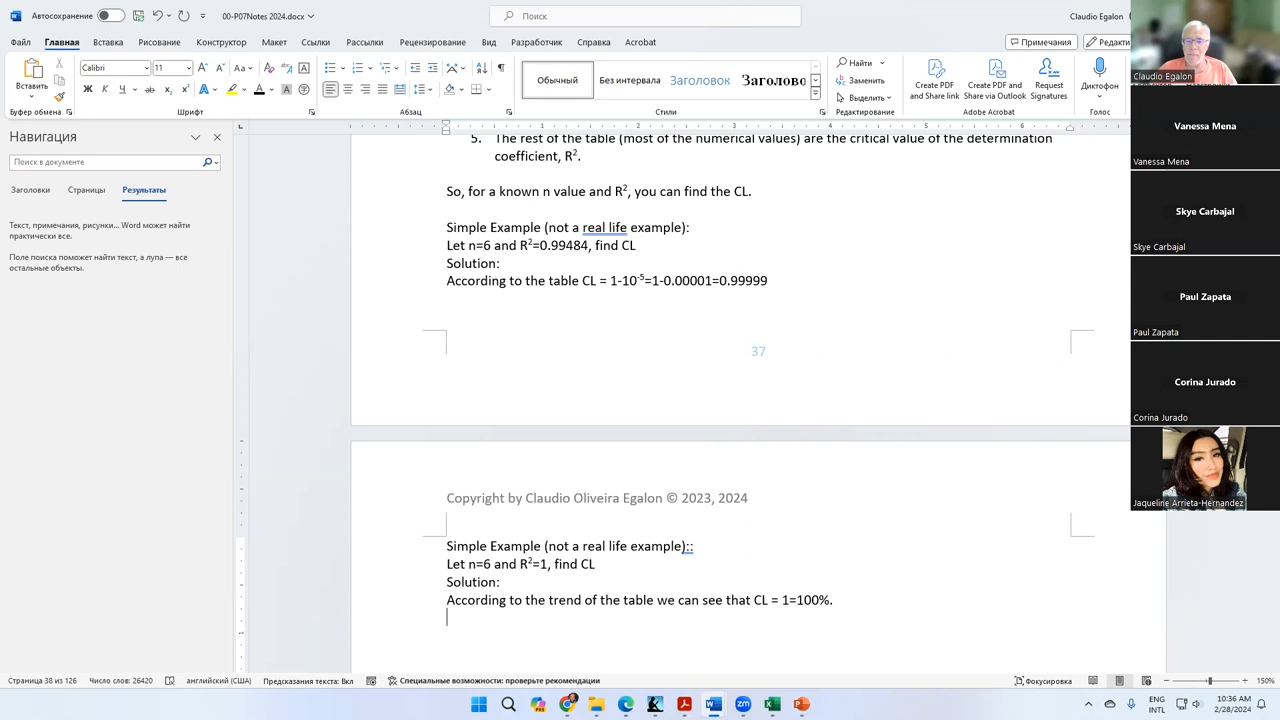 Автосохранение
00-P07Notes 2024.docx
Поиск
Claudio Egalon
Файл Главная Вставка Рисование Конструктор Макет Ссылки Рассылки Рецензирование Вид Разработчик Справка Acrobat
Примечания
Вставить
Calibri
11
Обычный
Без интервала
Заголовок
Заголово
Найти
Заменить
Выделить
Create PDF and Share link
Create PDF and Share via Outlook
Request Signatures
Диктофон
Буфер обмена
Шрифт
Абзац
Стили
Редактирование
Adobe Acrobat
Голос
Навигация
Поиск в документе
Заголовки Страницы Результаты
Текст, примечания, рисунки... Word может найти
практически все.
Поле поиска поможет найти текст, а лупа — все
остальные объекты.
5. The rest of the table (most of the numerical values) are the critical value of the determination
coefficient, R².
So, for a known n value and R², you can find the CL.
Simple Example (not a real life example):
Let n=6 and R²=0.99484, find CL
Solution:
According to the table CL = 1-10⁻⁵=1-0.00001=0.99999
37
Copyright by Claudio Oliveira Egalon © 2023, 2024
Simple Example (not a real life example)::
Let n=6 and R²=1, find CL
Solution:
According to the trend of the table we can see that CL = 1=100%.
Claudio Egalon
Vanessa Mena
Vanessa Mena
Skye Carbajal
Skye Carbajal
Paul Zapata
Paul Zapata
Corina Jurado
Corina Jurado
Jaqueline Arrieta-Hernandez
Страница 38 из 126
Число слов: 26420
английский (США)
Предсказания текста: Вкл
Специальные возможности: проверьте рекомендации
Фокусировка
150%
ENG
INTL
10:36 AM
2/28/2024